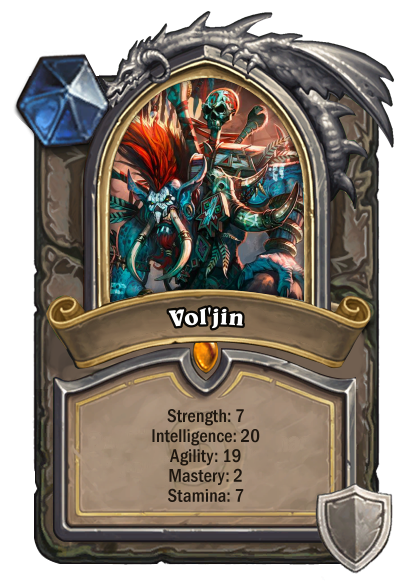 Vol'jin
Strength: 7
Intelligence: 20
Agility: 19
Mastery: 2
Stamina: 7